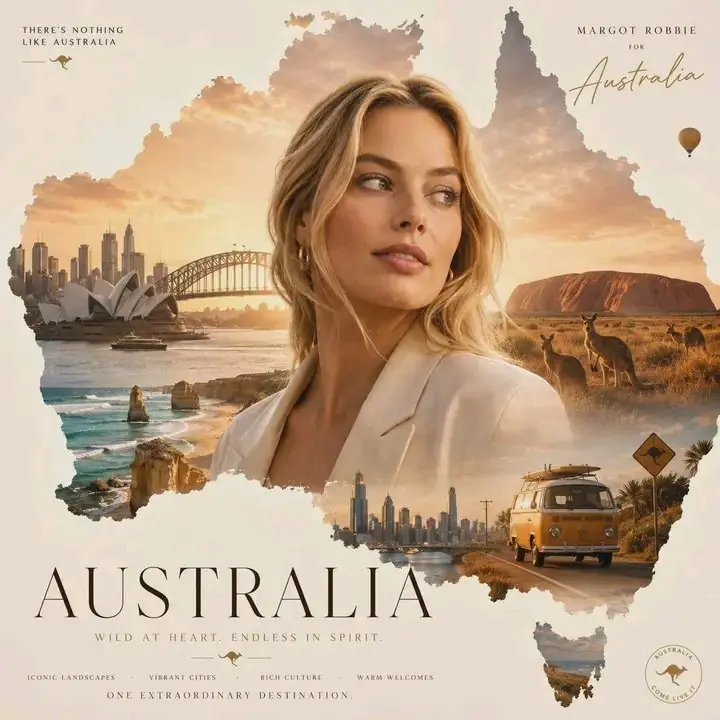 THERE'S NOTHING
LIKE AUSTRALIA
MARGOT ROBBIE
FOR
Australia
AUSTRALIA
WILD AT HEART. ENDLESS IN SPIRIT.
ICONIC LANDSCAPES · VIBRANT CITIES · RICH CULTURE · WARM WELCOMES
ONE EXTRAORDINARY DESTINATION.
AUSTRALIA
COME LIVE IT